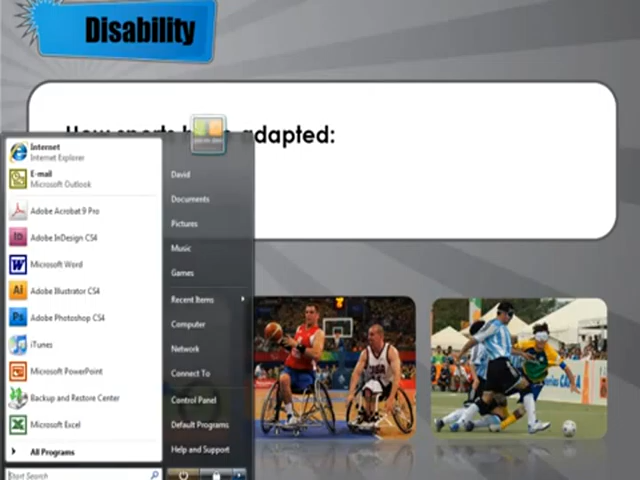 Disability
How sports have adapted:
Internet
Internet Explorer
E-mail
Microsoft Outlook
Adobe Acrobat 9 Pro
Adobe InDesign CS4
Microsoft Word
Adobe Illustrator CS4
Adobe Photoshop CS4
iTunes
Microsoft PowerPoint
Backup and Restore Center
Microsoft Excel
All Programs
Start Search
David
Documents
Pictures
Music
Games
Recent Items
Computer
Network
Connect To
Control Panel
Default Programs
Help and Support
USA